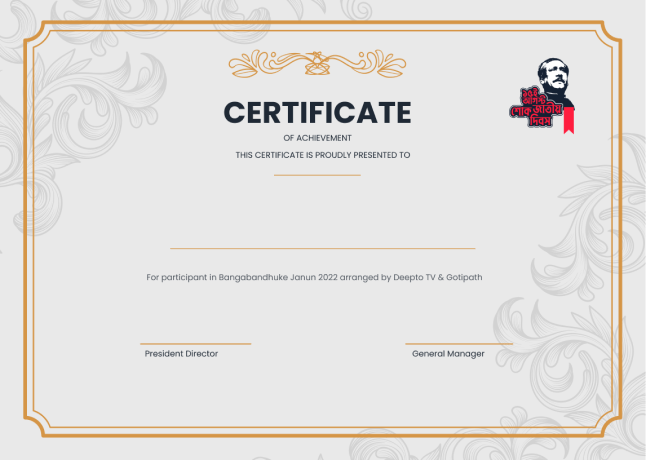 CERTIFICATE
OF ACHIEVEMENT
THIS CERTIFICATE IS PROUDLY PRESENTED TO
১৫ই
আগস্ট
জাতীয়
শোক
দিবস
For participant in Bangabandhuke Janun 2022 arranged by Deepto TV & Gotipath
President Director
General Manager